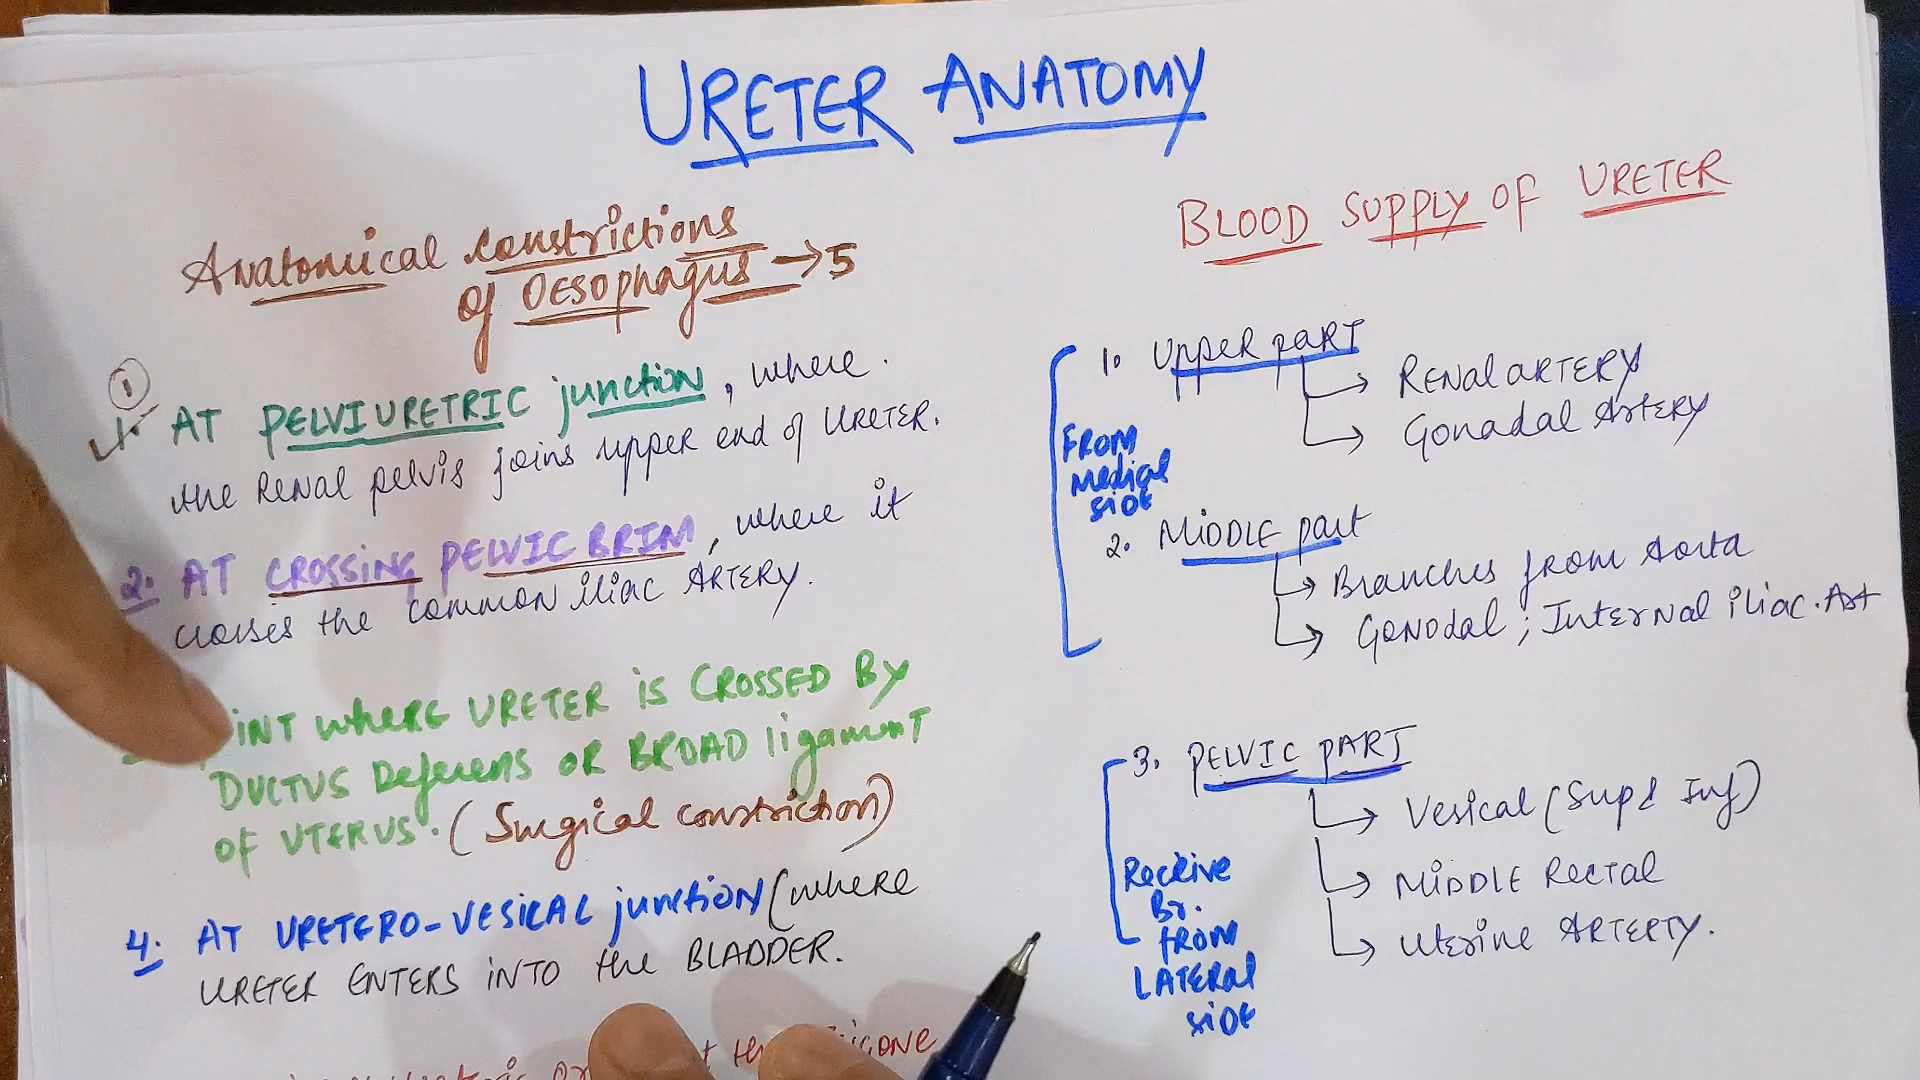 URETER ANATOMY
Anatomical constrictions
of Oesophagus → 5
1
1. AT PELVIURETRIC junction, where
the Renal pelvis joins upper end of URETER.
2. AT CROSSING PELVIC BRIM, where it
crosses the common iliac ARTERY.
INT where URETER is CROSSED By
DUCTUS Deferens OR BROAD ligament
of UTERUS. (Surgical constriction)
4. AT URETERO-VESICAL junction (where
URETER ENTERS INTO the BLADDER.
BLOOD SUPPLY OF URETER
1. Upper part
→ Renal ARTERY
→ Gonadal Artery
FROM
Medical
side
2. MIDDLE part
→ Branches from Aorta
→ Gonodal; Internal iliac. Art
3. PELVIC PART
→ Vesical (Sup & Inf)
→ MIDDLE Rectal
→ Uterine ARTERTY.
Receive
Br.
from
LATERAL
side